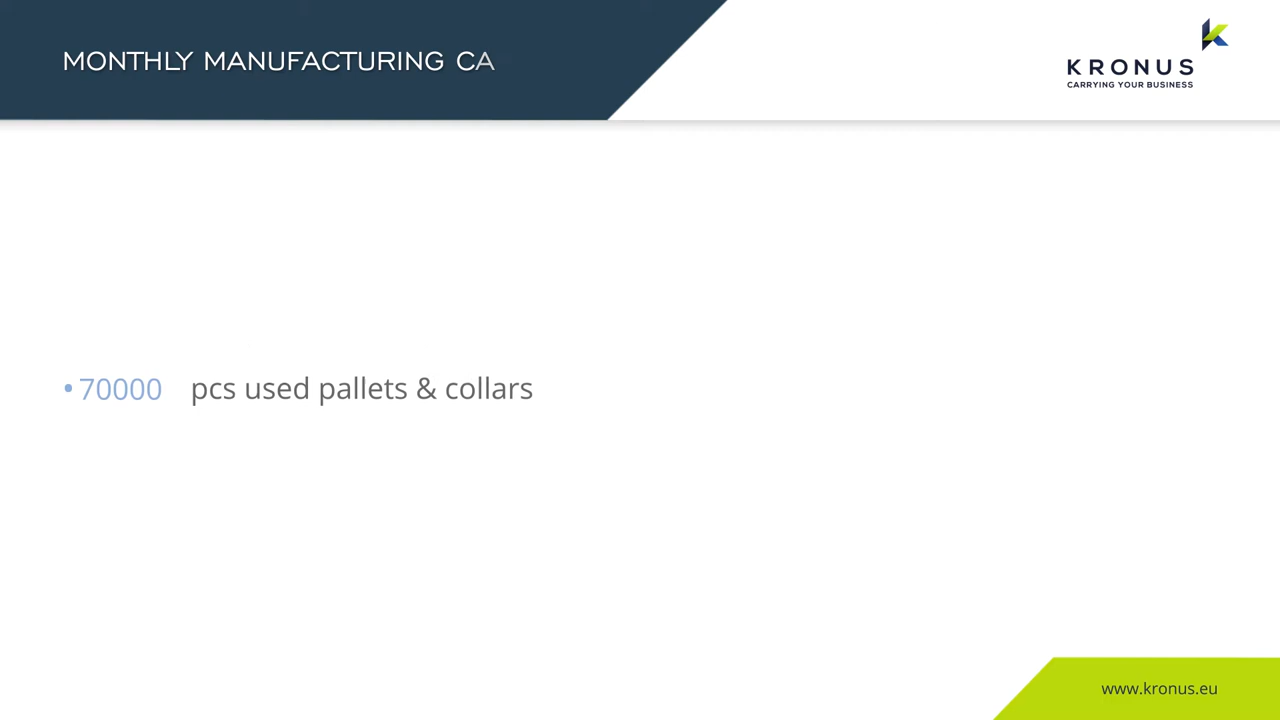 MONTHLY MANUFACTURING CA
KRONUS
CARRYING YOUR BUSINESS
• 70000 pcs used pallets & collars
www.kronus.eu